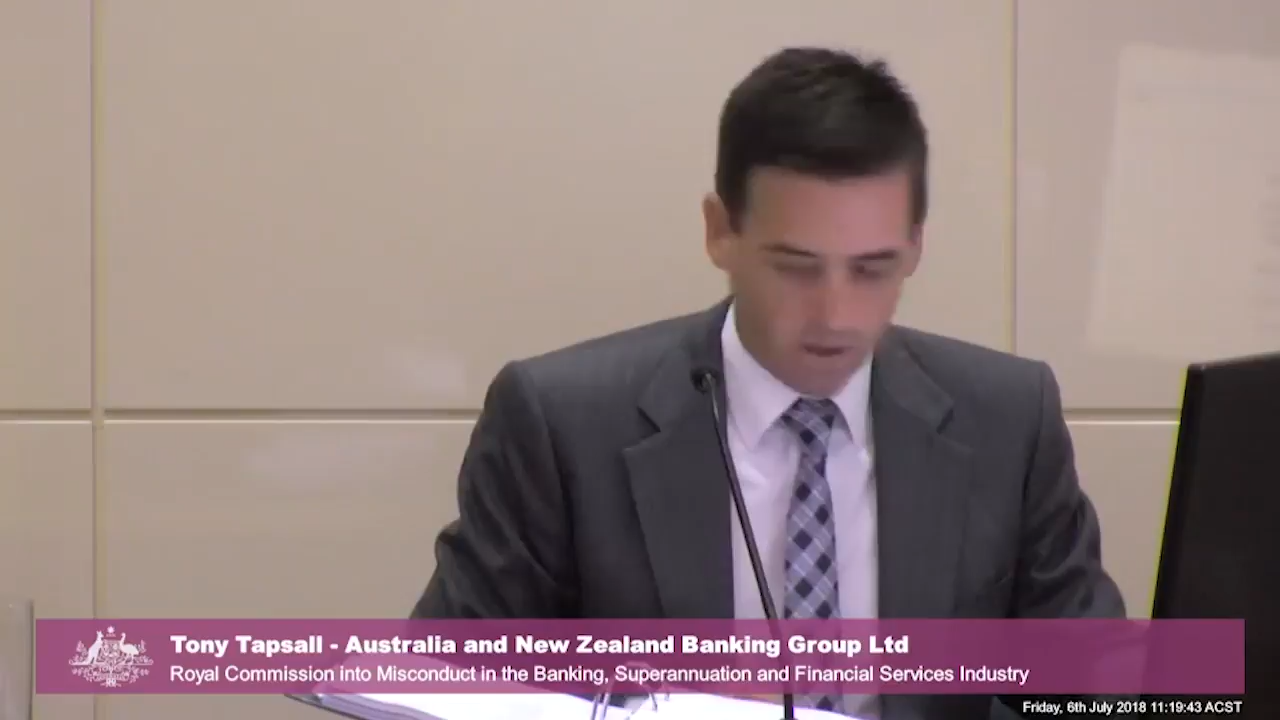 Tony Tapsall - Australia and New Zealand Banking Group Ltd
Royal Commission into Misconduct in the Banking, Superannuation and Financial Services Industry
Friday, 6th July 2018 11:19:43 ACST